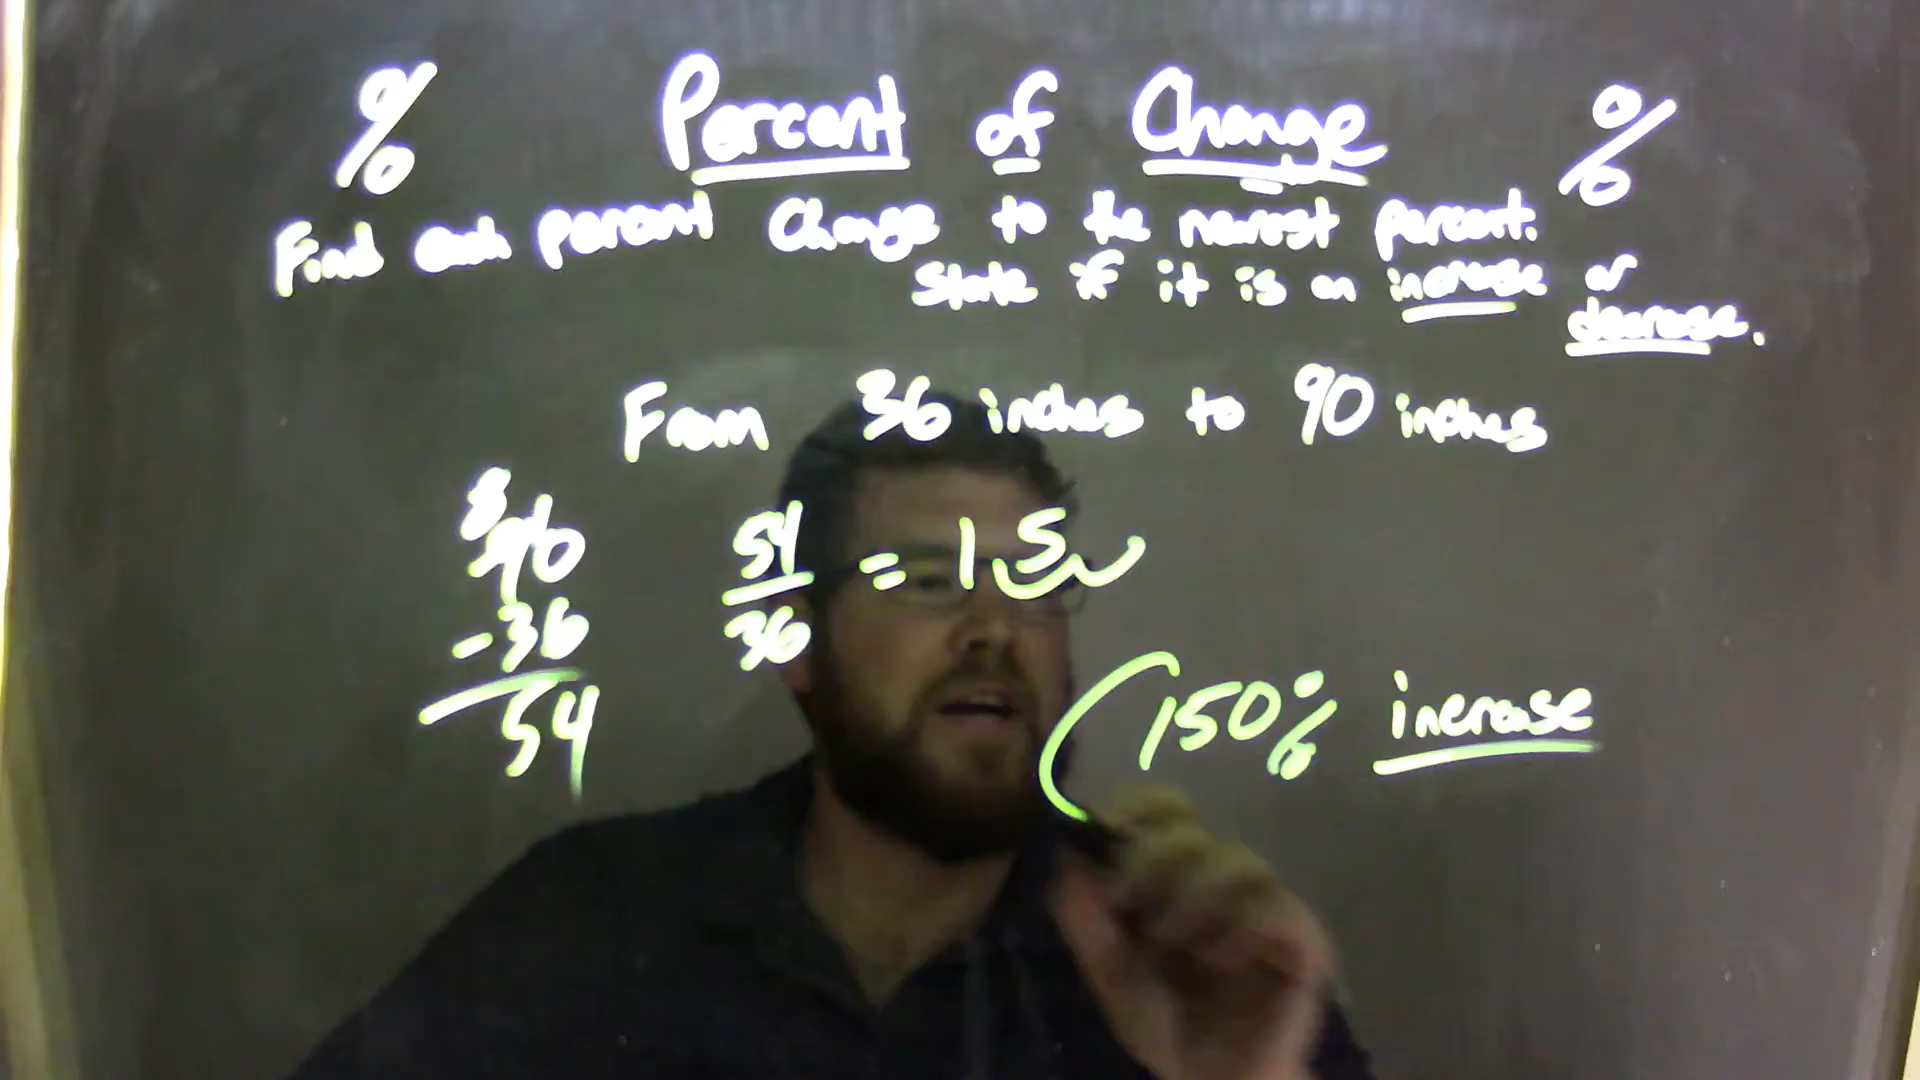 % Percent of Change %
Find each percent Change to the nearest percent.
State if it is an increase or
decrease.
From 36 inches to 90 inches
8
90
-36
54
54
36
= 1.5
150% increase